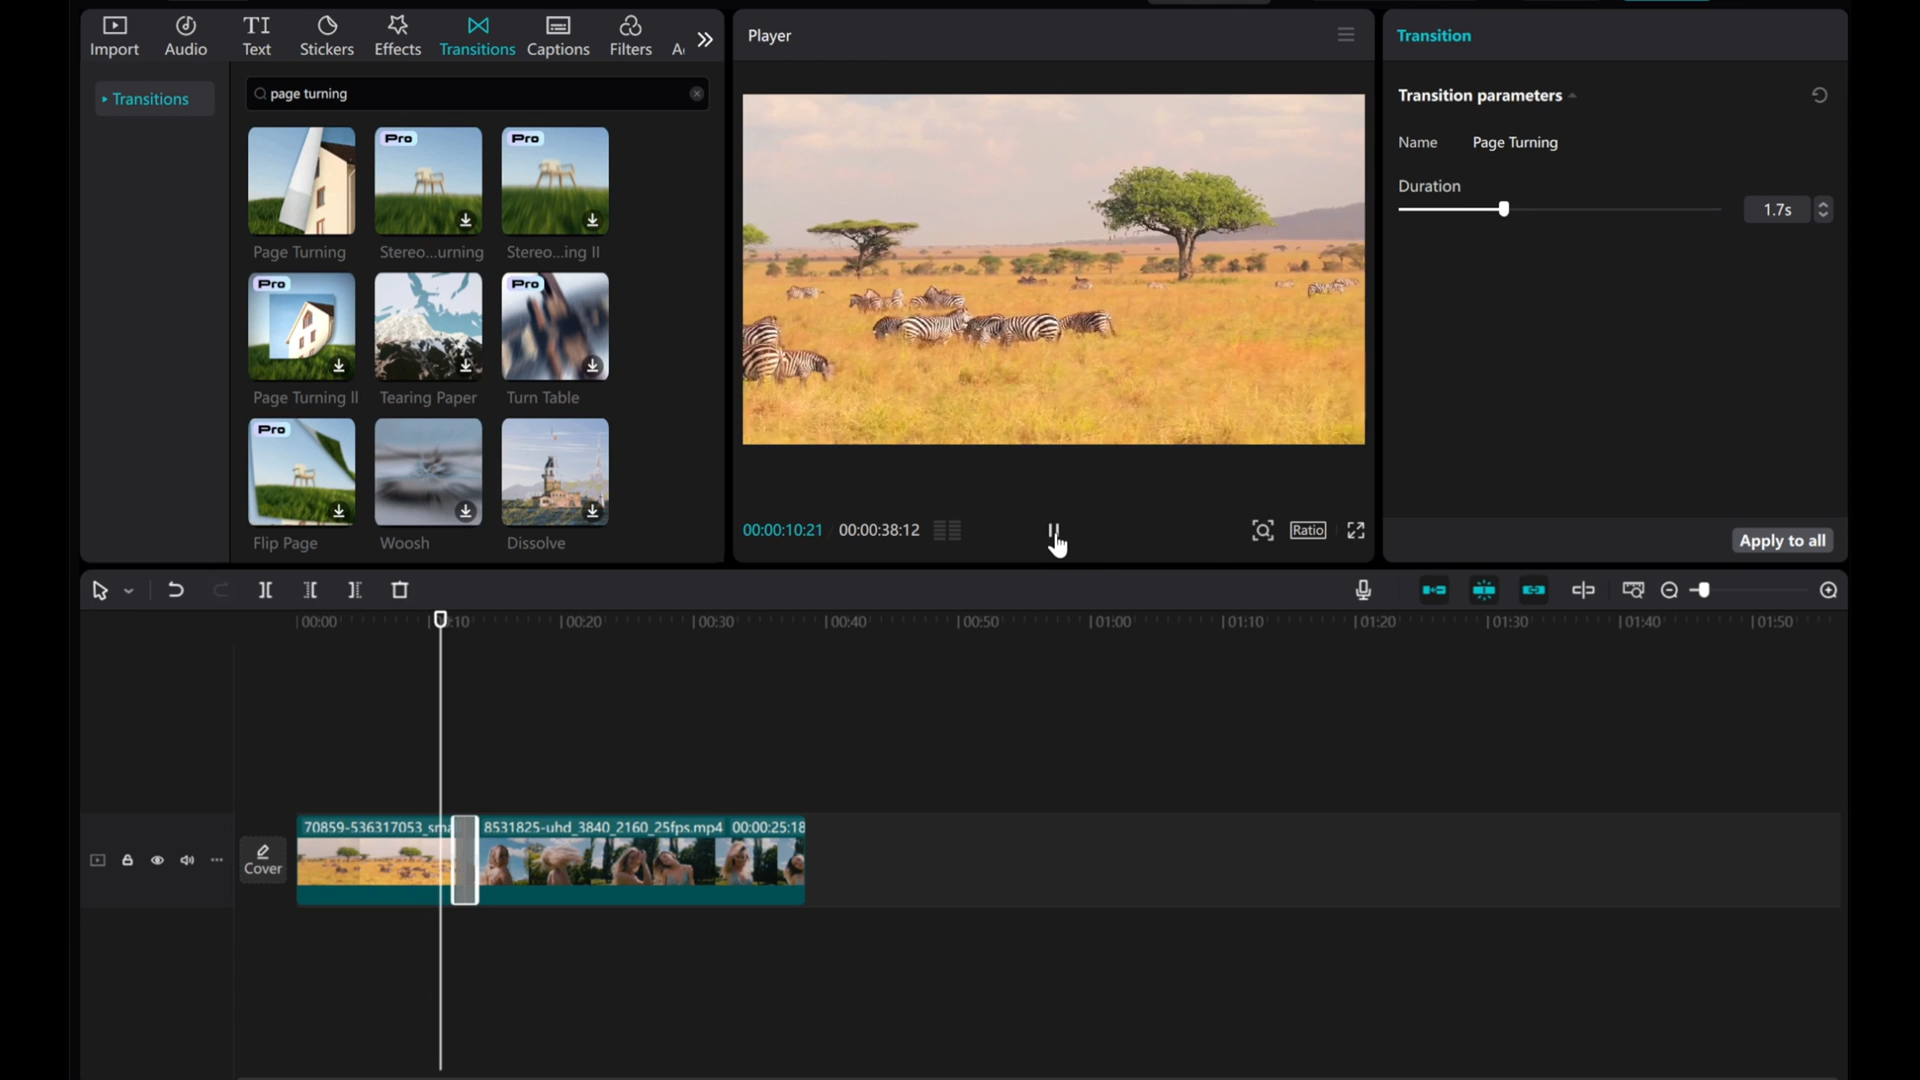 Import
Audio
TI
Text
Stickers
Effects
Transitions
Captions
Filters
Transitions
page turning
Page Turning
Pro
Stereo...urning
Pro
Stereo...ing II
Pro
Page Turning II
Tearing Paper
Pro
Turn Table
Pro
Flip Page
Woosh
Dissolve
Player
00:00:10:21
00:00:38:12
Ratio
Transition
Transition parameters
Name
Page Turning
Duration
1.7s
Apply to all
00:00
00:20
00:30
00:40
00:50
01:00
01:10
01:20
01:30
01:40
01:50
Cover
70859-536317053_sma
8531825-uhd_3840_2160_25fps.mp4 00:00:25:18